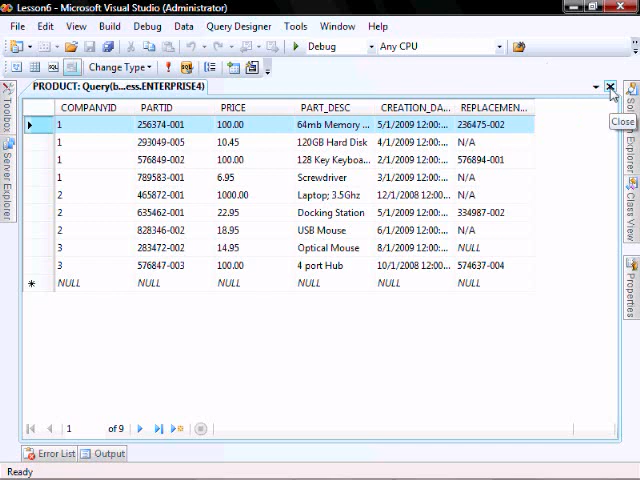 Lesson6 - Microsoft Visual Studio (Administrator)
File Edit View Build Debug Data Query Designer Tools Window Help
Debug Any CPU
Change Type SQL
PRODUCT: Query(b...ess.ENTERPRISE4)
COMPANYID PARTID PRICE PART_DESC CREATION_DA... REPLACEMEN...
1 256374-001 100.00 64mb Memory ... 5/1/2009 12:00:... 236475-002
1 293049-005 10.45 120GB Hard Disk 4/1/2009 12:00:... N/A
1 576849-002 100.00 128 Key Keyboa... 2/1/2009 12:00:... 576894-001
1 789583-001 6.95 Screwdriver 3/1/2009 12:00:... N/A
2 465872-001 1000.00 Laptop; 3.5Ghz 12/1/2008 12:00... N/A
2 635462-001 22.95 Docking Station 5/1/2009 12:00:... 334987-002
2 828346-002 18.95 USB Mouse 6/1/2009 12:00:... N/A
3 283472-002 14.95 Optical Mouse 8/1/2009 12:00:... NULL
3 576847-003 100.00 4 port Hub 10/1/2008 12:00... 574637-004
NULL NULL NULL NULL NULL NULL
1 of 9
Toolbox
Server Explorer
Close
Explorer
Class View
Properties
Error List Output
Ready